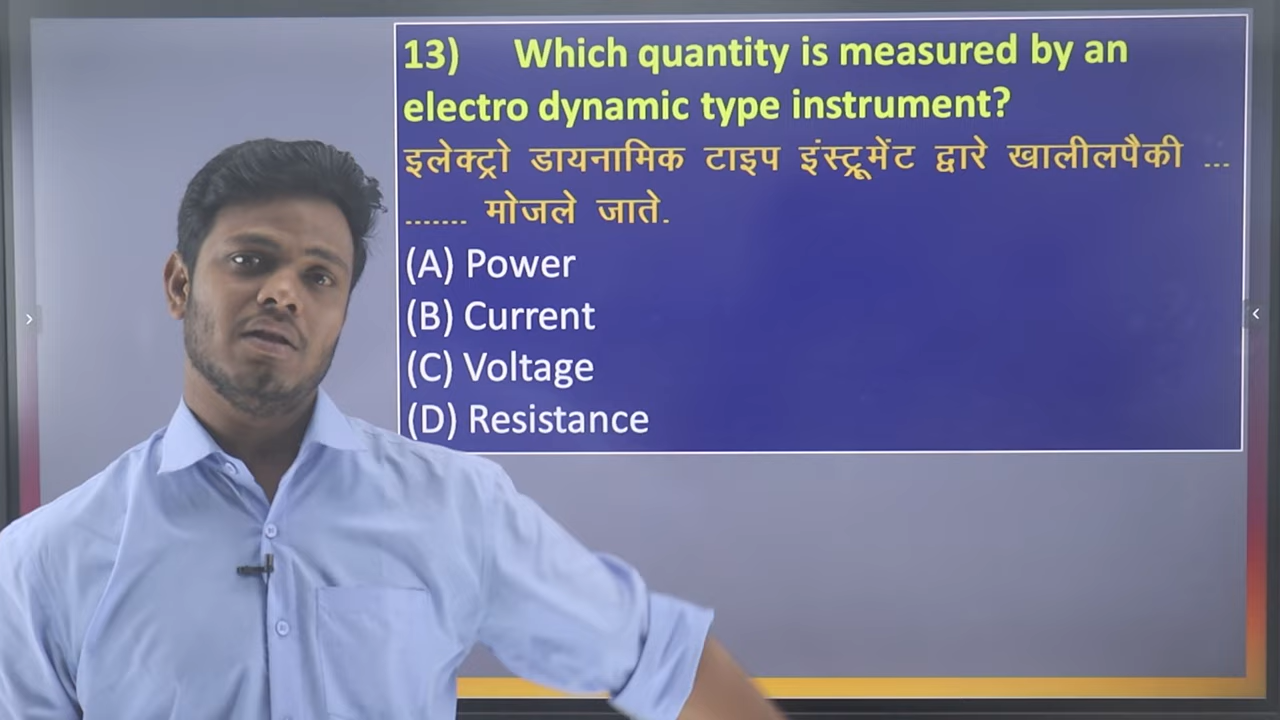 13) Which quantity is measured by an
electro dynamic type instrument?
इलेक्ट्रो डायनामिक टाइप इंस्ट्रूमेंट द्वारे खालीलपैकी ...
....... मोजले जाते.
(A) Power
(B) Current
(C) Voltage
(D) Resistance